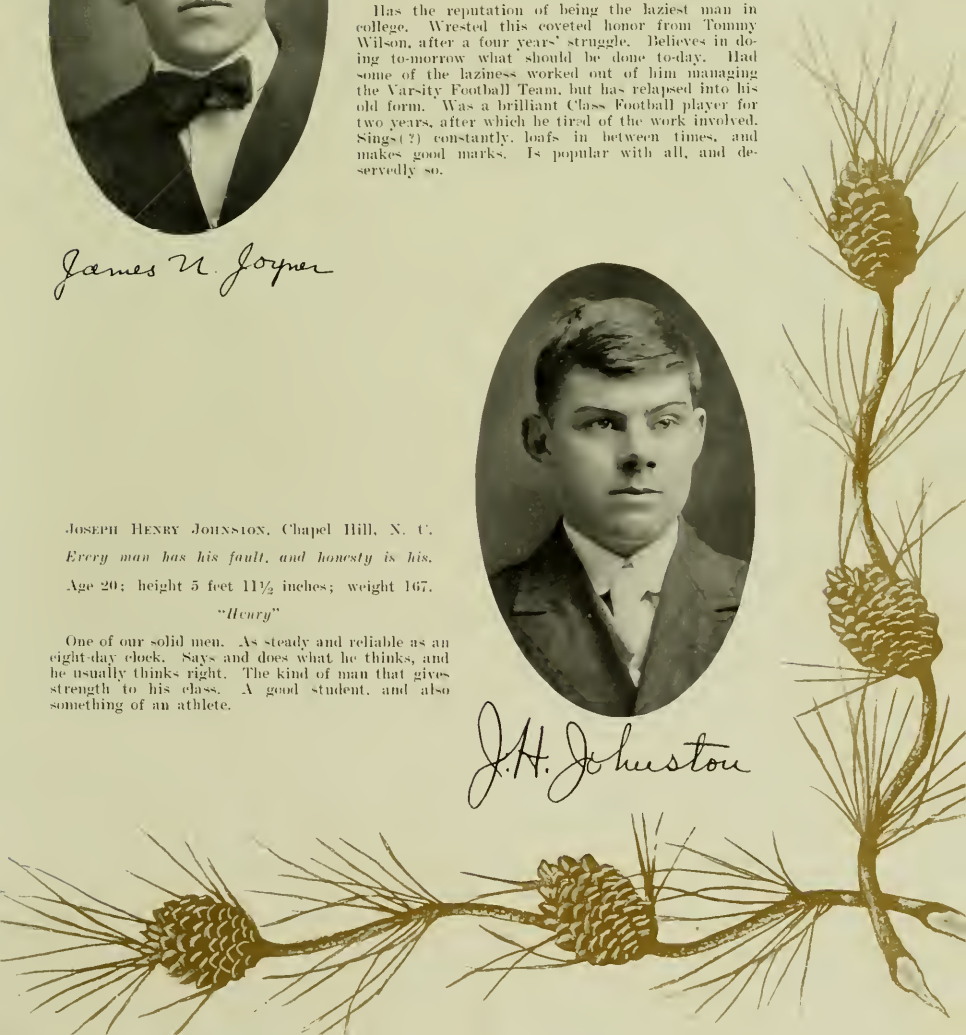 Has the reputation of being the laziest man in
college. Wrested this coveted honor from Tommy
Wilson, after a four years' struggle. Believes in do-
ing to-morrow what should be done to-day. Had
some of the laziness worked out of him managing
the Varsity Football Team, but has relapsed into his
old form. Was a brilliant Class Football player for
two years, after which he tired of the work involved.
Sings(?) constantly, loafs in between times, and
makes good marks. Is popular with all, and de-
servedly so.
James N. Joyner
JOSEPH HENRY JOHNSTON, Chapel Hill, N. C.
Every man has his fault, and honesty is his.
Age 20; height 5 feet 11½ inches; weight 167.
"Henry"
One of our solid men. As steady and reliable as an
eight-day clock. Says and does what he thinks, and
he usually thinks right. The kind of man that gives
strength to his class. A good student, and also
something of an athlete.
J. H. Johnston